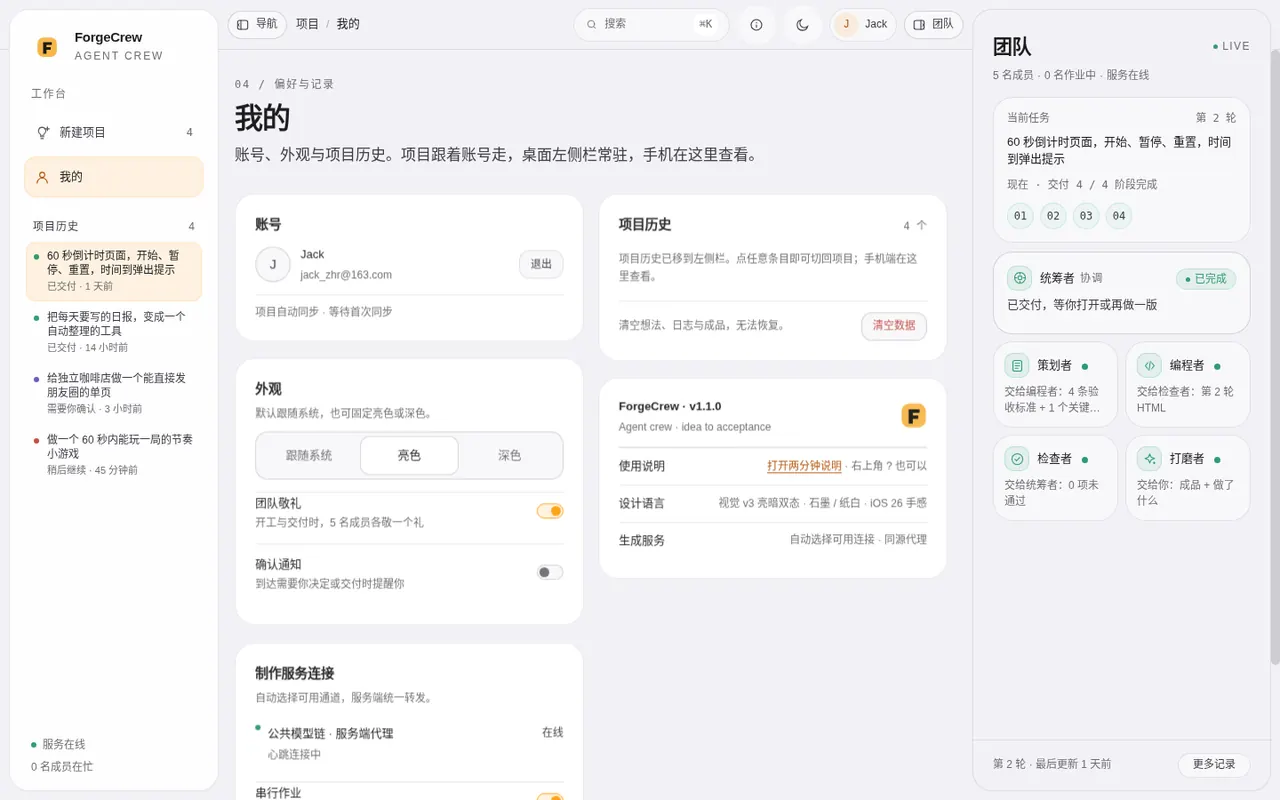 ForgeCrew
AGENT CREW
工作台
新建项目 4
我的
项目历史 4
60 秒倒计时页面，开始、暂
停、重置，时间到弹出提示
已交付 · 1 天前
把每天要写的日报，变成一个
自动整理的工具
已交付 · 14 小时前
给独立咖啡店做一个能直接发
朋友圈的单页
需要你确认 · 3 小时前
做一个 60 秒内能玩一局的节奏
小游戏
稍后继续 · 45 分钟前
服务在线
0 名成员在忙
导航 项目 / 我的 搜索 ⌘K J Jack 团队
04 / 偏好与记录
我的
账号、外观与项目历史。项目跟着账号走，桌面左侧栏常驻，手机在这里查看。
账号
J
Jack
jack_zhr@163.com
退出
项目自动同步 · 等待首次同步
外观
默认跟随系统，也可固定亮色或深色。
跟随系统 亮色 深色
团队敬礼
开工与交付时，5 名成员各敬一个礼
确认通知
到达需要你决定或交付时提醒你
制作服务连接
自动选择可用通道，服务端统一转发。
公共模型链 · 服务端代理 在线
心跳连接中
串行作业
项目历史 4 个
项目历史已移到左侧栏。点任意条目即可切回项目；手机端在这
里查看。
清空想法、日志与成品，无法恢复。 清空数据
ForgeCrew · v1.1.0
Agent crew · idea to acceptance
F
使用说明 打开两分钟说明 · 右上角 ? 也可以
设计语言 视觉 v3 亮暗双态 · 石墨 / 纸白 · iOS 26 手感
生成服务 自动选择可用连接 · 同源代理
团队 LIVE
5 名成员 · 0 名作业中 · 服务在线
当前任务 第 2 轮
60 秒倒计时页面，开始、暂停、重置，时间
到弹出提示
现在 · 交付 4 / 4 阶段完成
01 02 03 04
统筹者 协调 已完成
已交付，等你打开或再做一版
策划者
交给编程者：4 条验
收标准 + 1 个关键…
编程者
交给检查者：第 2 轮
HTML
检查者
交给统筹者：0 项未
通过
打磨者
交给你：成品 + 做了
什么
第 2 轮 · 最后更新 1 天前 更多记录